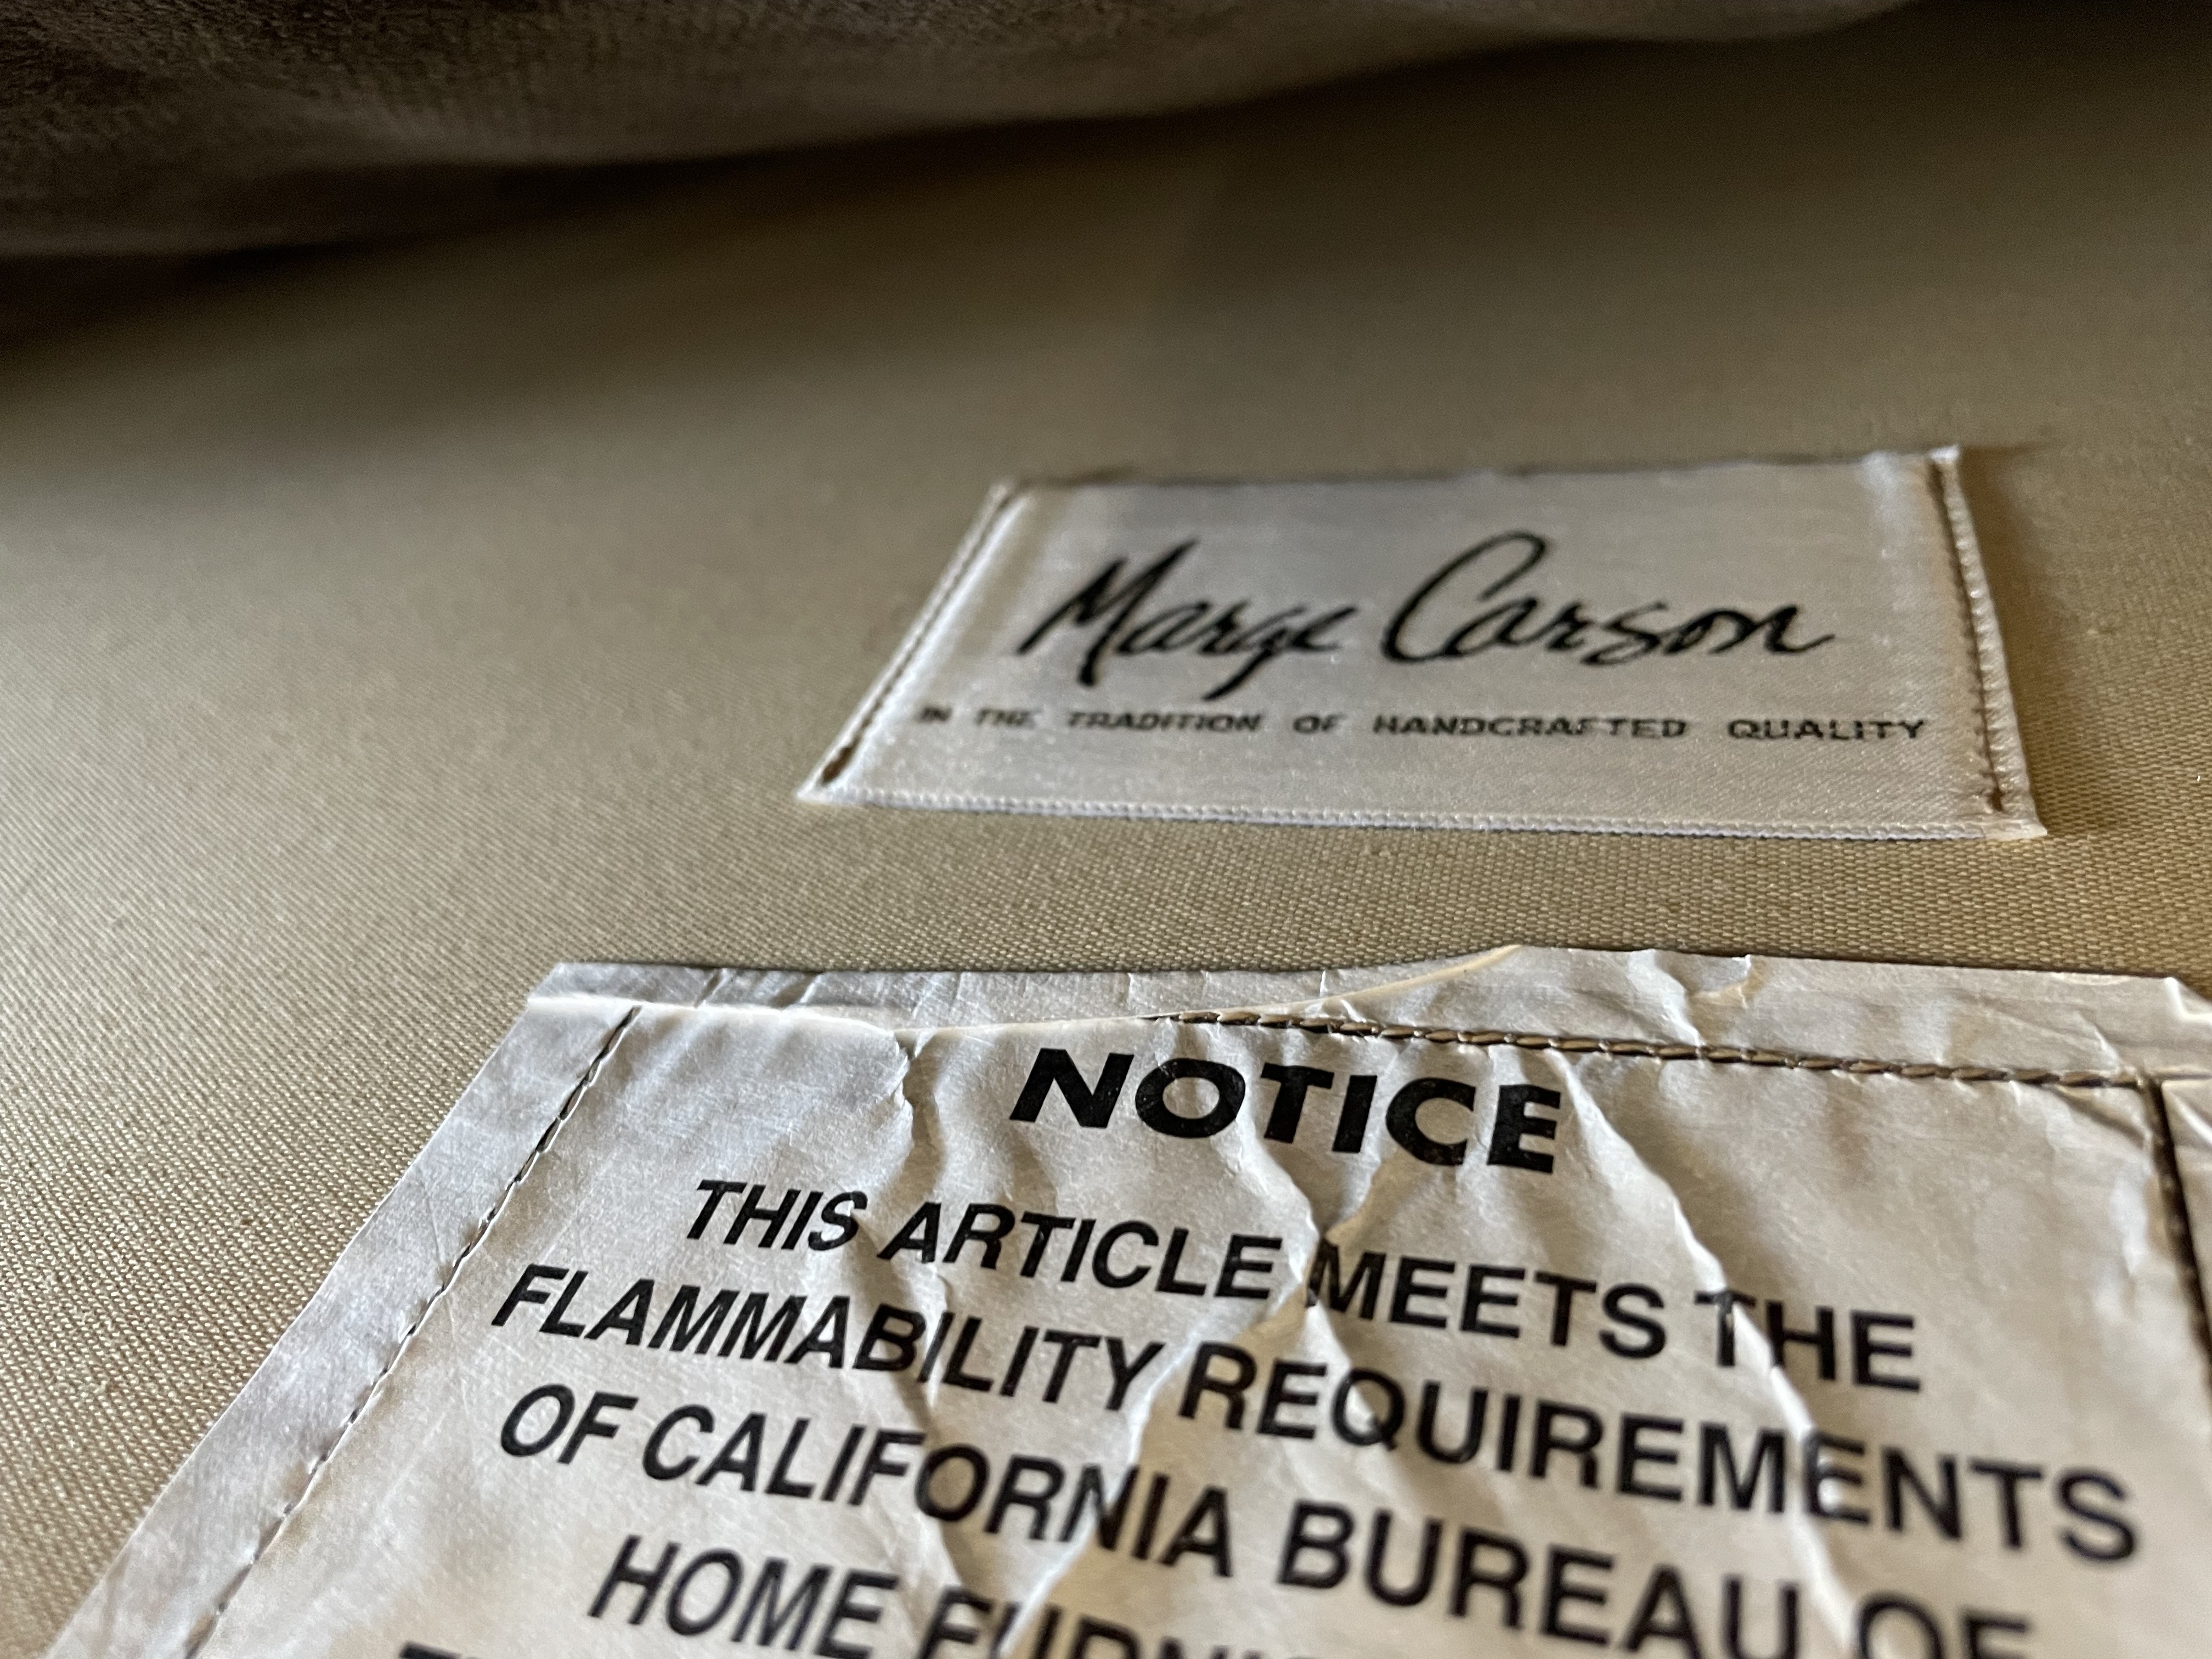 Marge Carson
IN THE TRADITION OF HANDCRAFTED QUALITY
NOTICE
THIS ARTICLE MEETS THE
FLAMMABILITY REQUIREMENTS
OF CALIFORNIA BUREAU OF
HOME